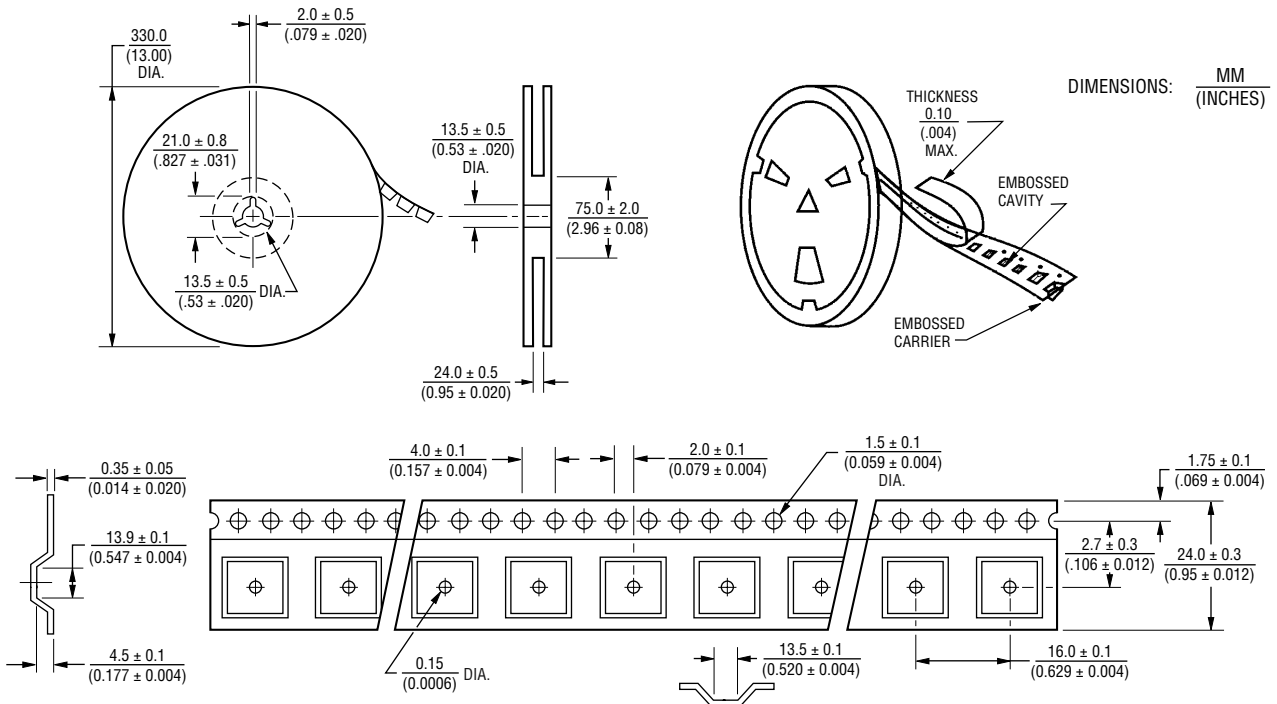 2.0 ± 0.5
(.079 ± .020)
330.0
(13.00)
DIA.
21.0 ± 0.8
(.827 ± .031)
13.5 ± 0.5
(.53 ± .020)
DIA.
13.5 ± 0.5
(0.53 ± .020)
DIA.
75.0 ± 2.0
(2.96 ± 0.08)
24.0 ± 0.5
(0.95 ± 0.020)
THICKNESS
0.10
(.004)
MAX.
EMBOSSED
CAVITY
EMBOSSED
CARRIER
DIMENSIONS:
MM
(INCHES)
0.35 ± 0.05
(0.014 ± 0.020)
13.9 ± 0.1
(0.547 ± 0.004)
4.5 ± 0.1
(0.177 ± 0.004)
4.0 ± 0.1
(0.157 ± 0.004)
2.0 ± 0.1
(0.079 ± 0.004)
1.5 ± 0.1
(0.059 ± 0.004)
DIA.
1.75 ± 0.1
(.069 ± 0.004)
2.7 ± 0.3
(.106 ± 0.012)
24.0 ± 0.3
(0.95 ± 0.012)
0.15
(0.0006)
DIA.
13.5 ± 0.1
(0.520 ± 0.004)
16.0 ± 0.1
(0.629 ± 0.004)